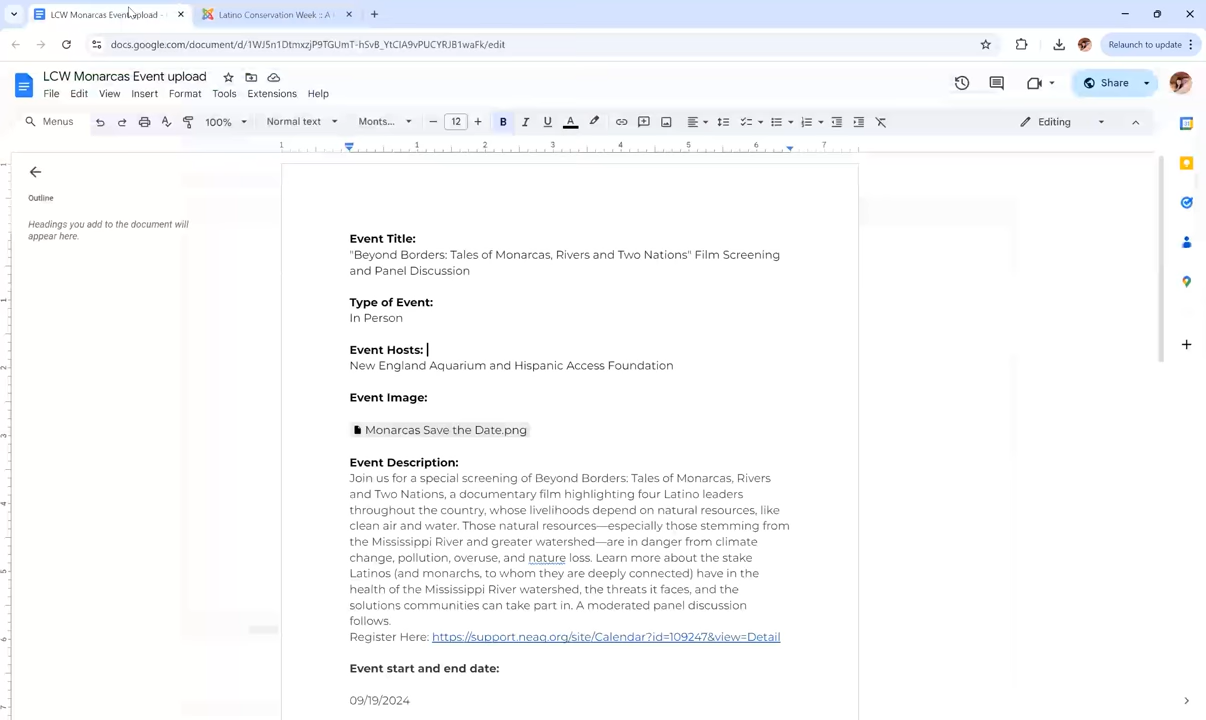 LCW Monarcas Event upload -
Latino Conservation Week :: A
docs.google.com/document/d/1WJ5n1DtmxzjP9TGUmT-hSvB_YtCIA9vPUCYRJB1waFk/edit
Relaunch to update
LCW Monarcas Event upload
File Edit View Insert Format Tools Extensions Help
Share
Menus 100% Normal text Monts... 12 B I U A Editing
1 1 2 3 4 5 6 7
Outline
Headings you add to the document will
appear here.
Event Title:
"Beyond Borders: Tales of Monarcas, Rivers and Two Nations" Film Screening
and Panel Discussion
Type of Event:
In Person
Event Hosts:
New England Aquarium and Hispanic Access Foundation
Event Image:
Monarcas Save the Date.png
Event Description:
Join us for a special screening of Beyond Borders: Tales of Monarcas, Rivers
and Two Nations, a documentary film highlighting four Latino leaders
throughout the country, whose livelihoods depend on natural resources, like
clean air and water. Those natural resources—especially those stemming from
the Mississippi River and greater watershed—are in danger from climate
change, pollution, overuse, and nature loss. Learn more about the stake
Latinos (and monarchs, to whom they are deeply connected) have in the
health of the Mississippi River watershed, the threats it faces, and the
solutions communities can take part in. A moderated panel discussion
follows.
Register Here: https://support.neaq.org/site/Calendar?id=109247&view=Detail
Event start and end date:
09/19/2024